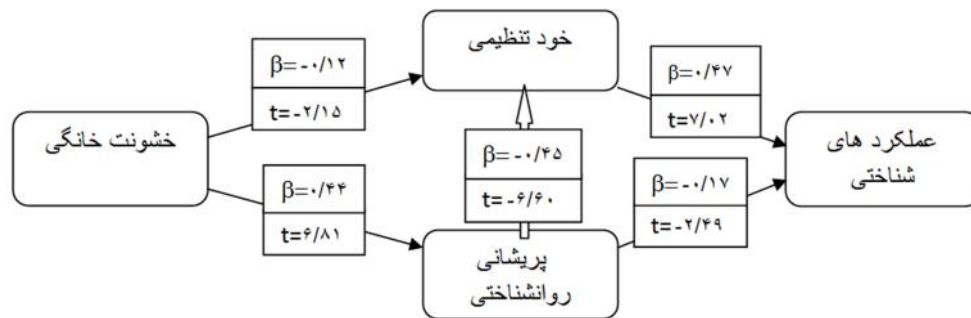 خود تنظیمی
β=-۰/۱۲
t=-۲/۱۵
β=۰/۴۷
t=۷/۰۲
خشونت خانگی
عملکرد های
شناختی
β=-۰/۴۵
t=-۶/۶۰
β=۰/۴۴
t=۶/۸۱
β=-۰/۱۷
t=-۲/۴۹
پریشانی
روانشناختی